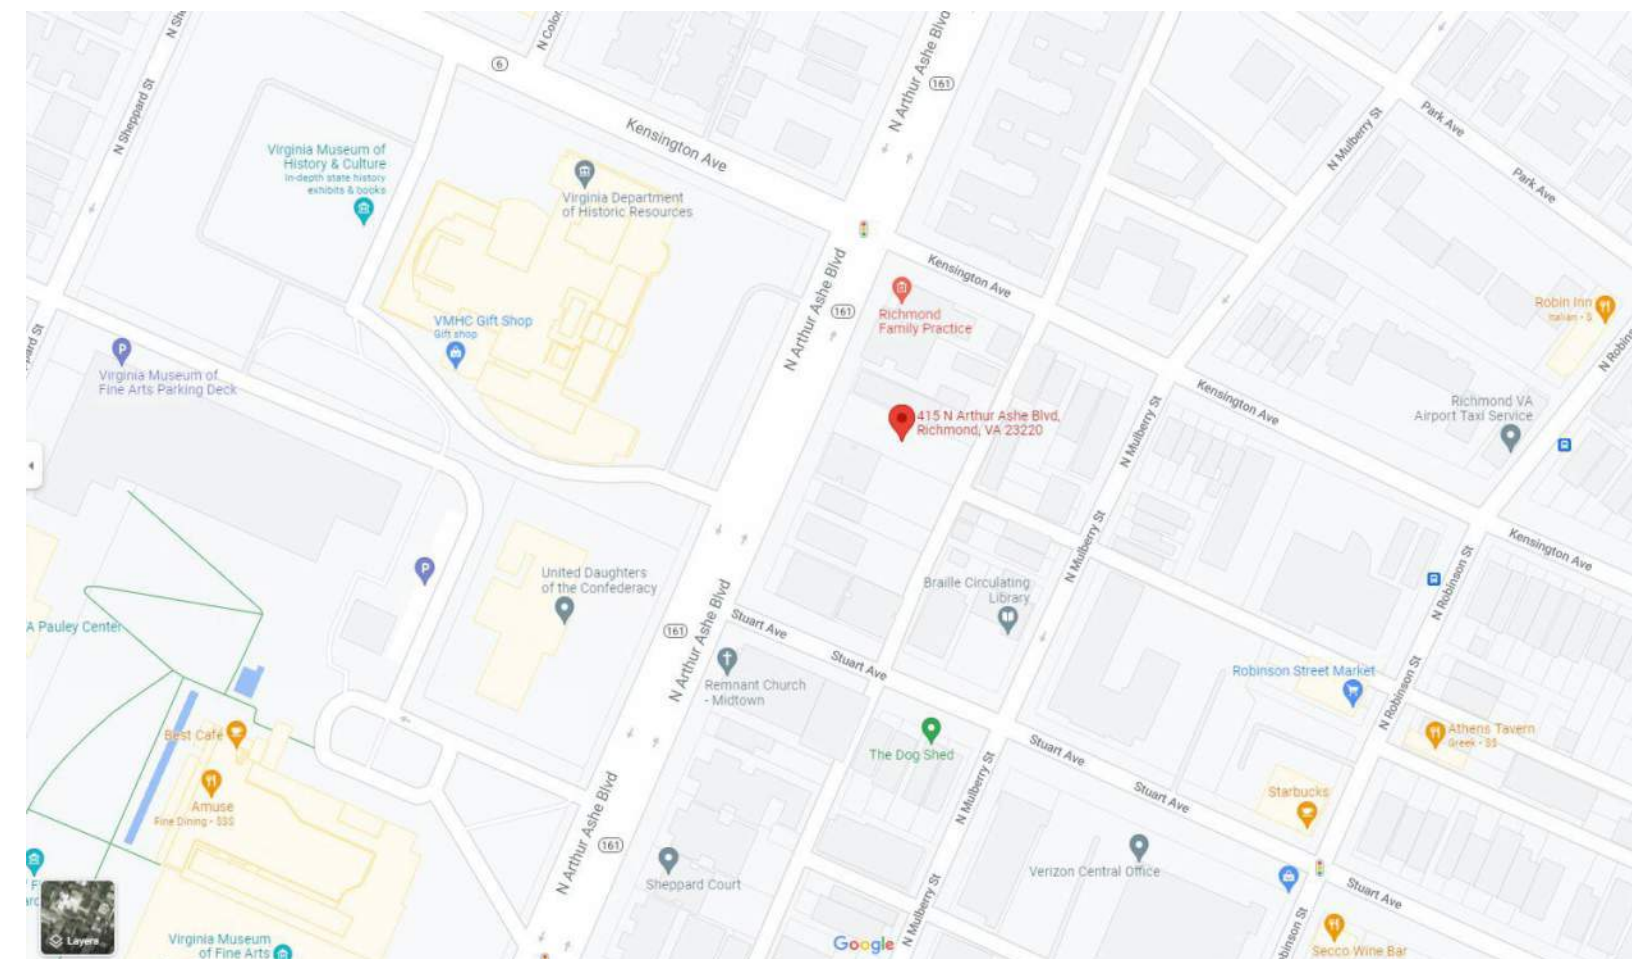 N Sheppard St
N Colon
6
N Arthur Ashe Blvd
161
Kensington Ave
N Mulberry St
Park Ave
Park Ave
Virginia Museum of
History & Culture
In-depth state history
exhibits & books
Virginia Department
of Historic Resources
N Arthur Ashe Blvd
161
Kensington Ave
Richmond
Family Practice
Robin Inn
Italian - $
N Robins
VMHC Gift Shop
Gift shop
P
Virginia Museum of
Fine Arts Parking Deck
415 N Arthur Ashe Blvd,
Richmond, VA 23220
N Mulberry St
Kensington Ave
Richmond VA
Airport Taxi Service
Kensington Ave
N Mulberry St
N Robinson St
P
United Daughters
of the Confederacy
Braille Circulating
Library
A Pauley Center
161
N Arthur Ashe Blvd
Stuart Ave
Stuart Ave
Remnant Church
- Midtown
Robinson Street Market
N Robinson St
Best Café
The Dog Shed
Stuart Ave
Athens Tavern
Greek - $$
Amuse
Fine Dining - $$$
N Arthur Ashe Blvd
161
N Mulberry St
Stuart Ave
Starbucks
Sheppard Court
Verizon Central Office
Stuart Ave
N Mulberry St
Layers
Virginia Museum
of Fine Arts
Google
Secco Wine Bar